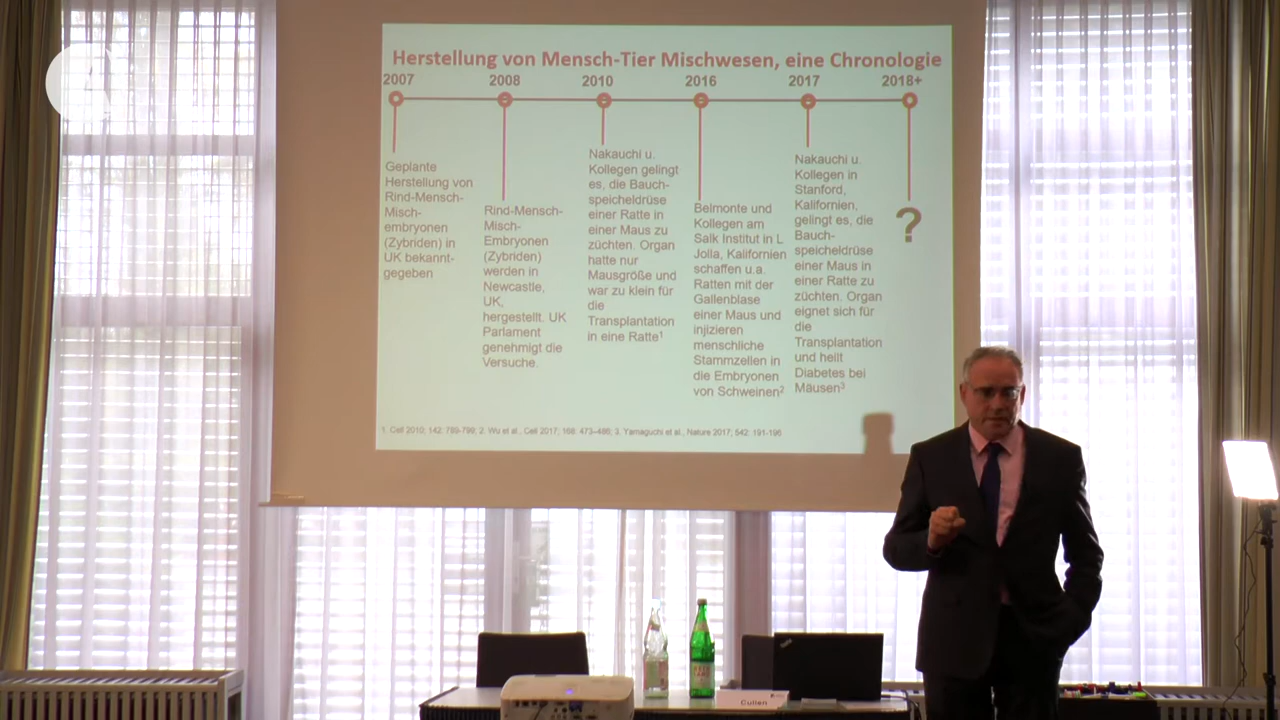 Herstellung von Mensch-Tier Mischwesen, eine Chronologie
2007
2008
2010
2016
2017
2018+
Geplante
Herstellung von
Rind-Mensch-
Misch-
embryonen
(Zybriden) in
UK bekannt-
gegeben
Rind-Mensch-
Misch-
Embryonen
(Zybriden)
werden in
Newcastle,
UK,
hergestellt. UK
Parlament
genehmigt die
Versuche.
Nakauchi u.
Kollegen gelingt
es, die Bauch-
speicheldrüse
einer Ratte in
einer Maus zu
züchten. Organ
hatte nur
Mausgröße und
war zu klein für
die
Transplantation
in eine Ratte¹
Belmonte und
Kollegen am
Salk Institut in L
Jolla, Kalifornien
schaffen u.a.
Ratten mit der
Gallenblase
einer Maus und
injizieren
menschliche
Stammzellen in
die Embryonen
von Schweinen²
Nakauchi u.
Kollegen in
Stanford,
Kalifornien,
gelingt es, die
Bauch-
speicheldrüse
einer Maus in
einer Ratte zu
züchten. Organ
eignet sich für
die
Transplantation
und heilt
Diabetes bei
Mäusen³
?
1. Cell 2010; 142: 789-799; 2. Wu et al., Cell 2017; 168: 473–486; 3. Yamaguchi et al., Nature 2017; 542: 191-196
Cullen